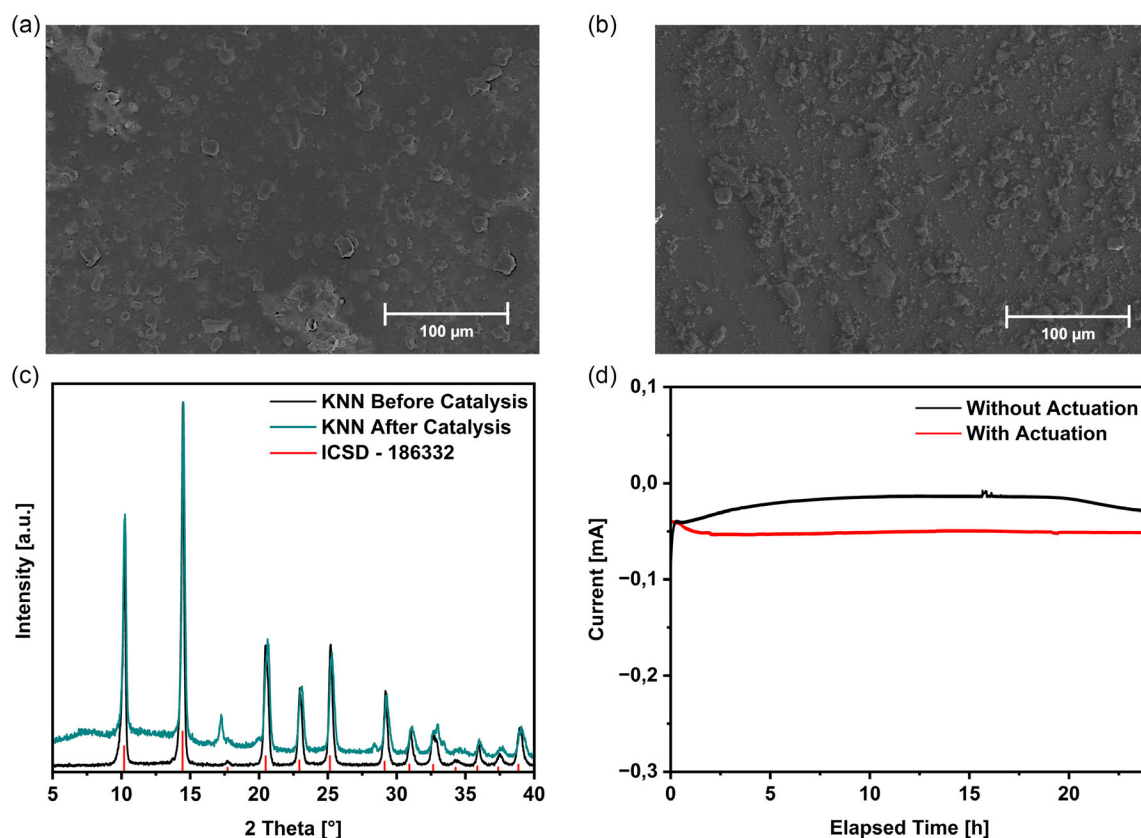 (a)
100 µm
(b)
100 µm
(c)
KNN Before Catalysis
KNN After Catalysis
ICSD - 186332
Intensity [a.u.]
5 10 15 20 25 30 35 40
2 Theta [°]
(d)
Without Actuation
With Actuation
0,1
0,0
−0,1
−0,2
−0,3
Current [mA]
0 5 10 15 20
Elapsed Time [h]